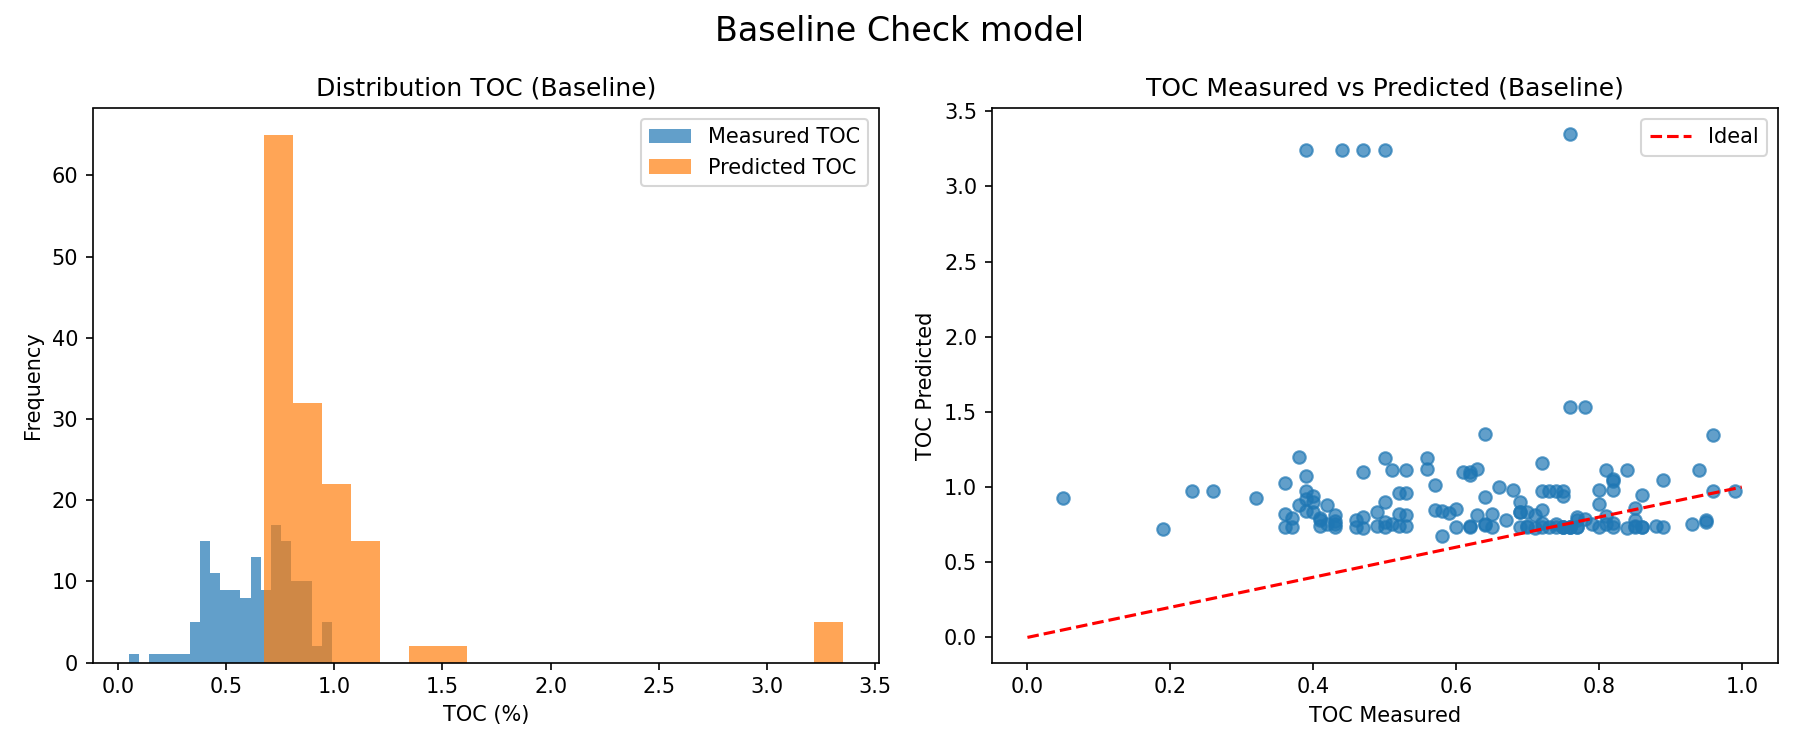 Baseline Check model
Distribution TOC (Baseline)
Measured TOC
Predicted TOC
Frequency
60
50
40
30
20
10
0
0.0 0.5 1.0 1.5 2.0 2.5 3.0 3.5
TOC (%)
TOC Measured vs Predicted (Baseline)
Ideal
TOC Predicted
3.5
3.0
2.5
2.0
1.5
1.0
0.5
0.0
0.0 0.2 0.4 0.6 0.8 1.0
TOC Measured